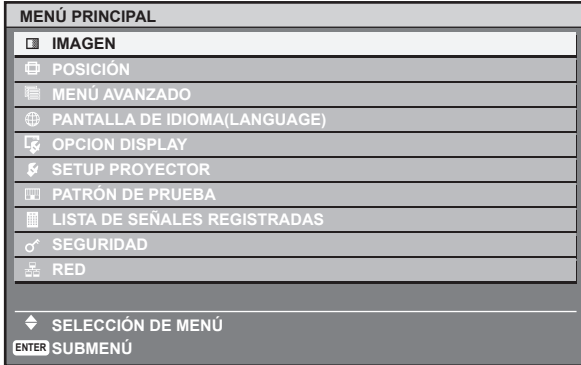 MENÚ PRINCIPAL
IMAGEN
POSICIÓN
MENÚ AVANZADO
PANTALLA DE IDIOMA(LANGUAGE)
OPCION DISPLAY
SETUP PROYECTOR
PATRÓN DE PRUEBA
LISTA DE SEÑALES REGISTRADAS
SEGURIDAD
RED
SELECCIÓN DE MENÚ
ENTER SUBMENÚ